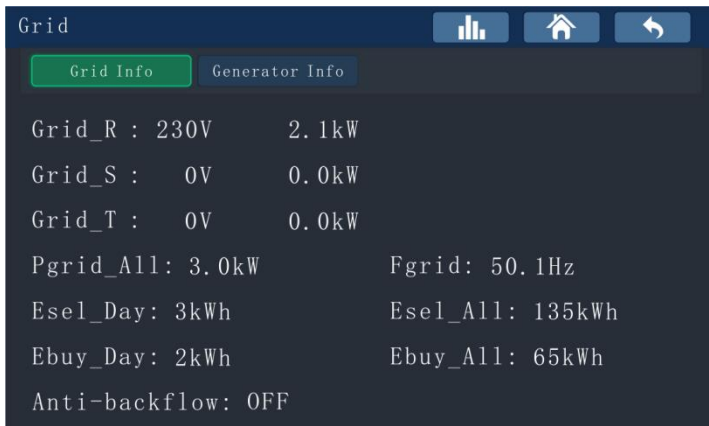 Grid
Grid Info Generator Info
Grid_R : 230V 2.1kW
Grid_S : 0V 0.0kW
Grid_T : 0V 0.0kW
Pgrid_All: 3.0kW Fgrid: 50.1Hz
Esel_Day: 3kWh Esel_All: 135kWh
Ebuy_Day: 2kWh Ebuy_All: 65kWh
Anti-backflow: OFF